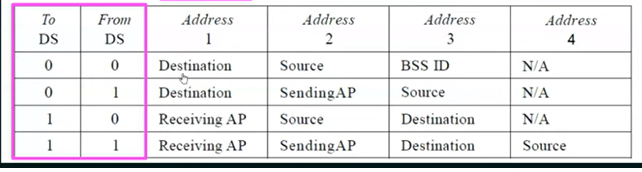 To From Address Address Address Address
DS DS 1 2 3 4
0 0 Destination Source BSS ID N/A
0 1 Destination SendingAP Source N/A
1 0 Receiving AP Source Destination N/A
1 1 Receiving AP SendingAP Destination Source